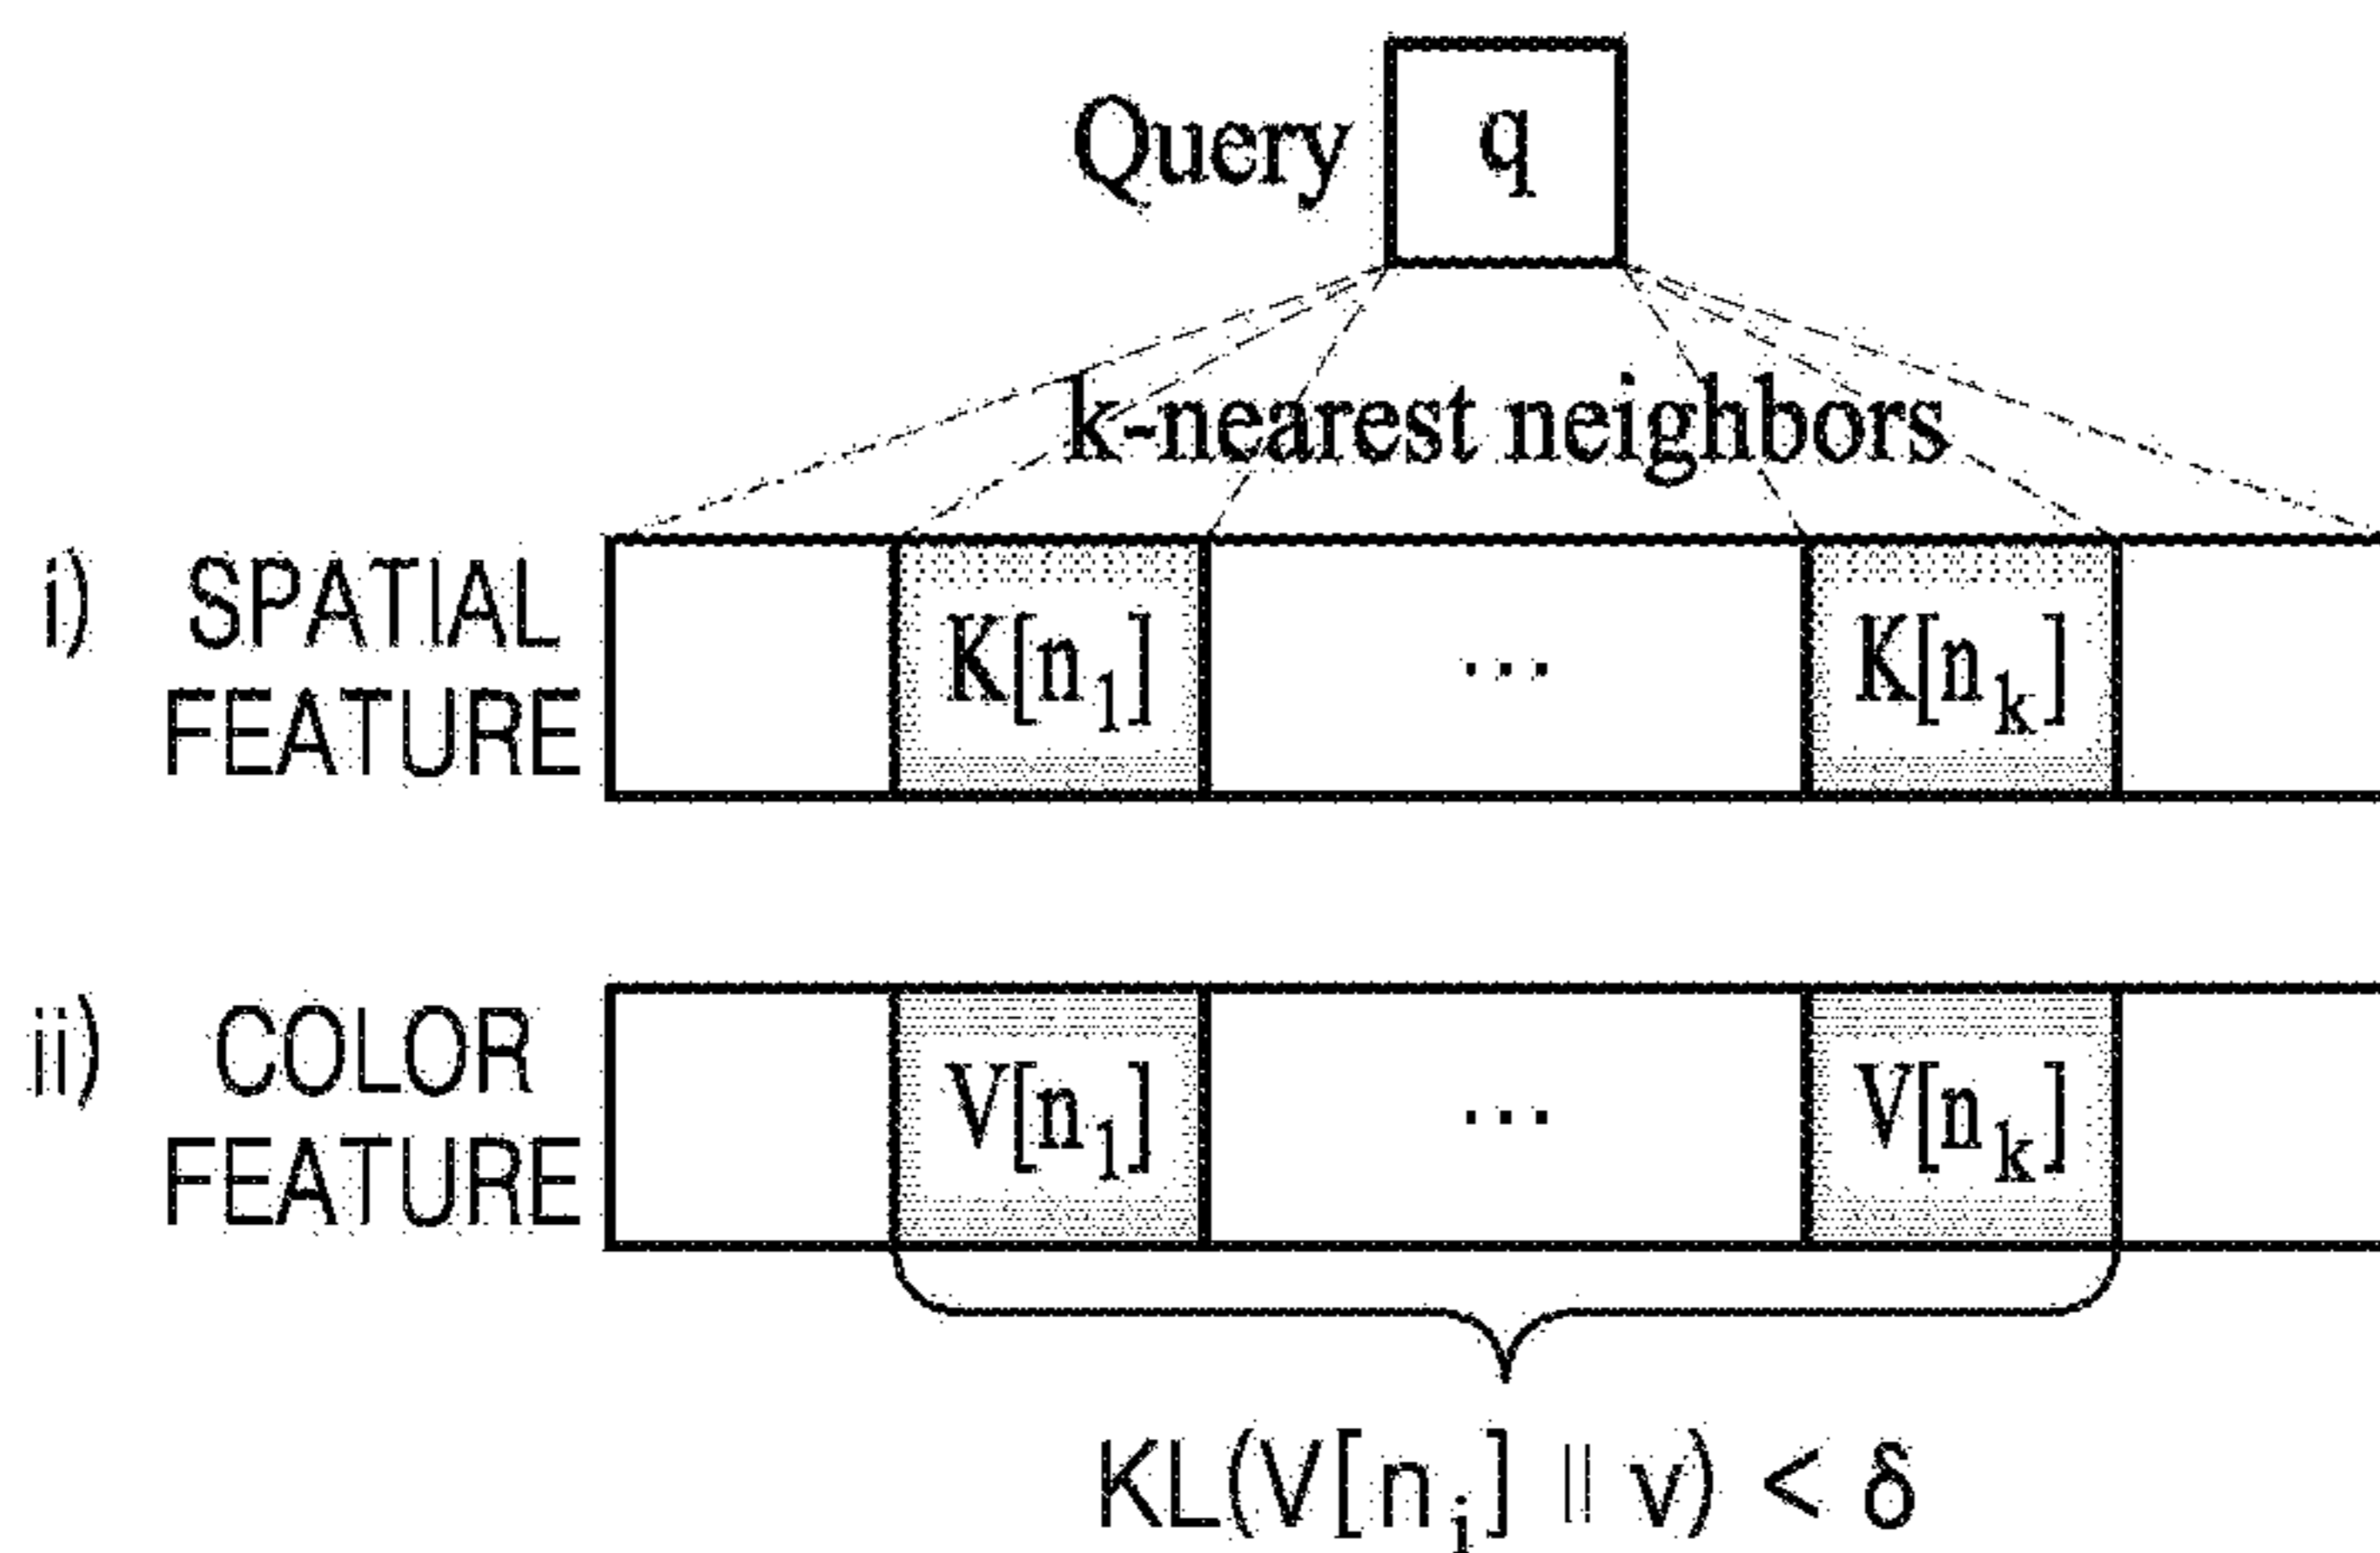 Query q
k-nearest neighbors
i) SPATIAL
FEATURE
K[n1] ... K[nk]
ii) COLOR
FEATURE
V[n1] ... V[nk]
KL(V[ni] || v) < δ